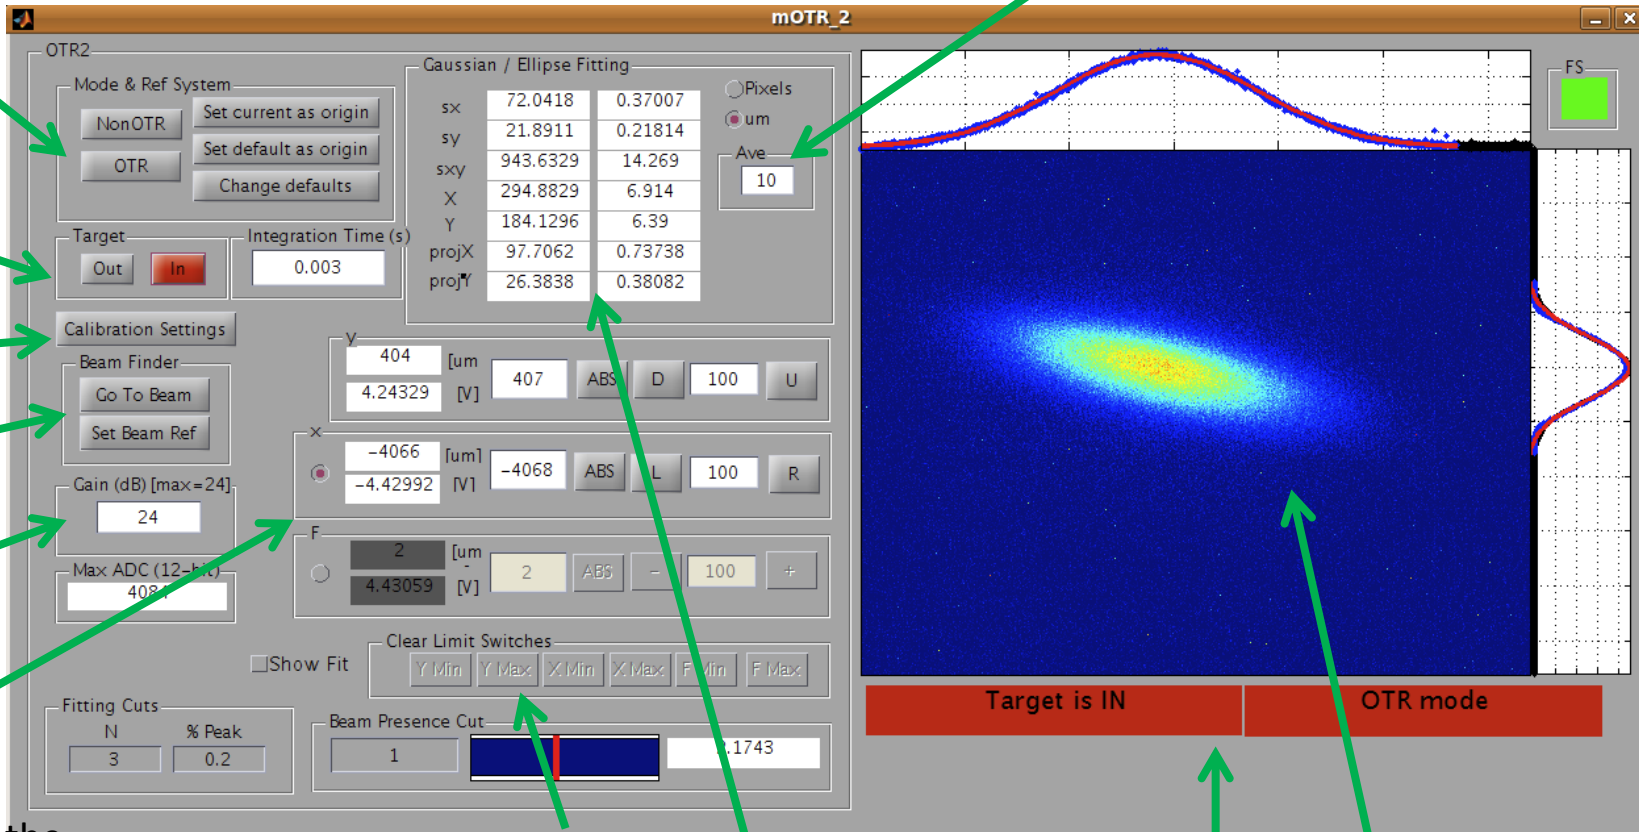 mOTR_2
OTR2
Mode & Ref System
NonOTR
Set current as origin
OTR
Set default as origin
Change defaults
Gaussian / Ellipse Fitting
sx 72.0418 0.37007
sy 21.8911 0.21814
sxy 943.6329 14.269
X 294.8829 6.914
Y 184.1296 6.39
projX 97.7062 0.73738
projY 26.3838 0.38082
Pixels
um
Ave
10
FS
Target
Out In
Integration Time (s)
0.003
Calibration Settings
Beam Finder
Go To Beam
Set Beam Ref
Gain (dB) [max=24]
24
Max ADC (12-bit)
4084
y
404 [um
4.24329 [V]
407 ABS D 100 U
x
-4066 [um]
-4.42992 [V]
-4068 ABS L 100 R
F
2 [um
4.43059 [V]
2 ABS - 100 +
Show Fit
Clear Limit Switches
Y Min Y Max X Min X Max F Min F Max
Fitting Cuts
N % Peak
3 0.2
Beam Presence Cut
1
.1743
Target is IN
OTR mode
the